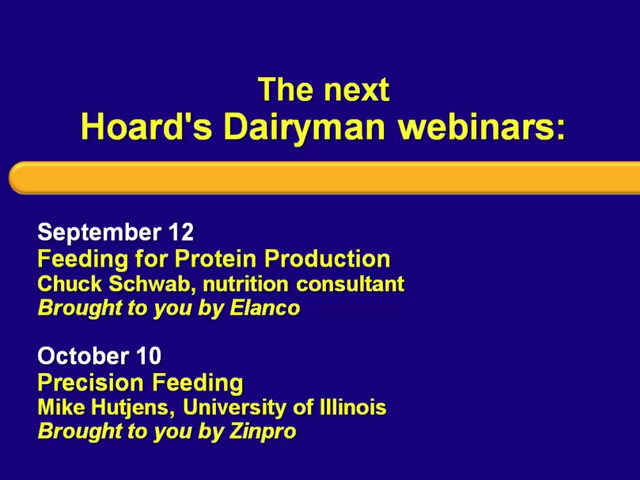 The next
Hoard's Dairyman webinars:
September 12
Feeding for Protein Production
Chuck Schwab, nutrition consultant
Brought to you by Elanco
October 10
Precision Feeding
Mike Hutjens, University of Illinois
Brought to you by Zinpro